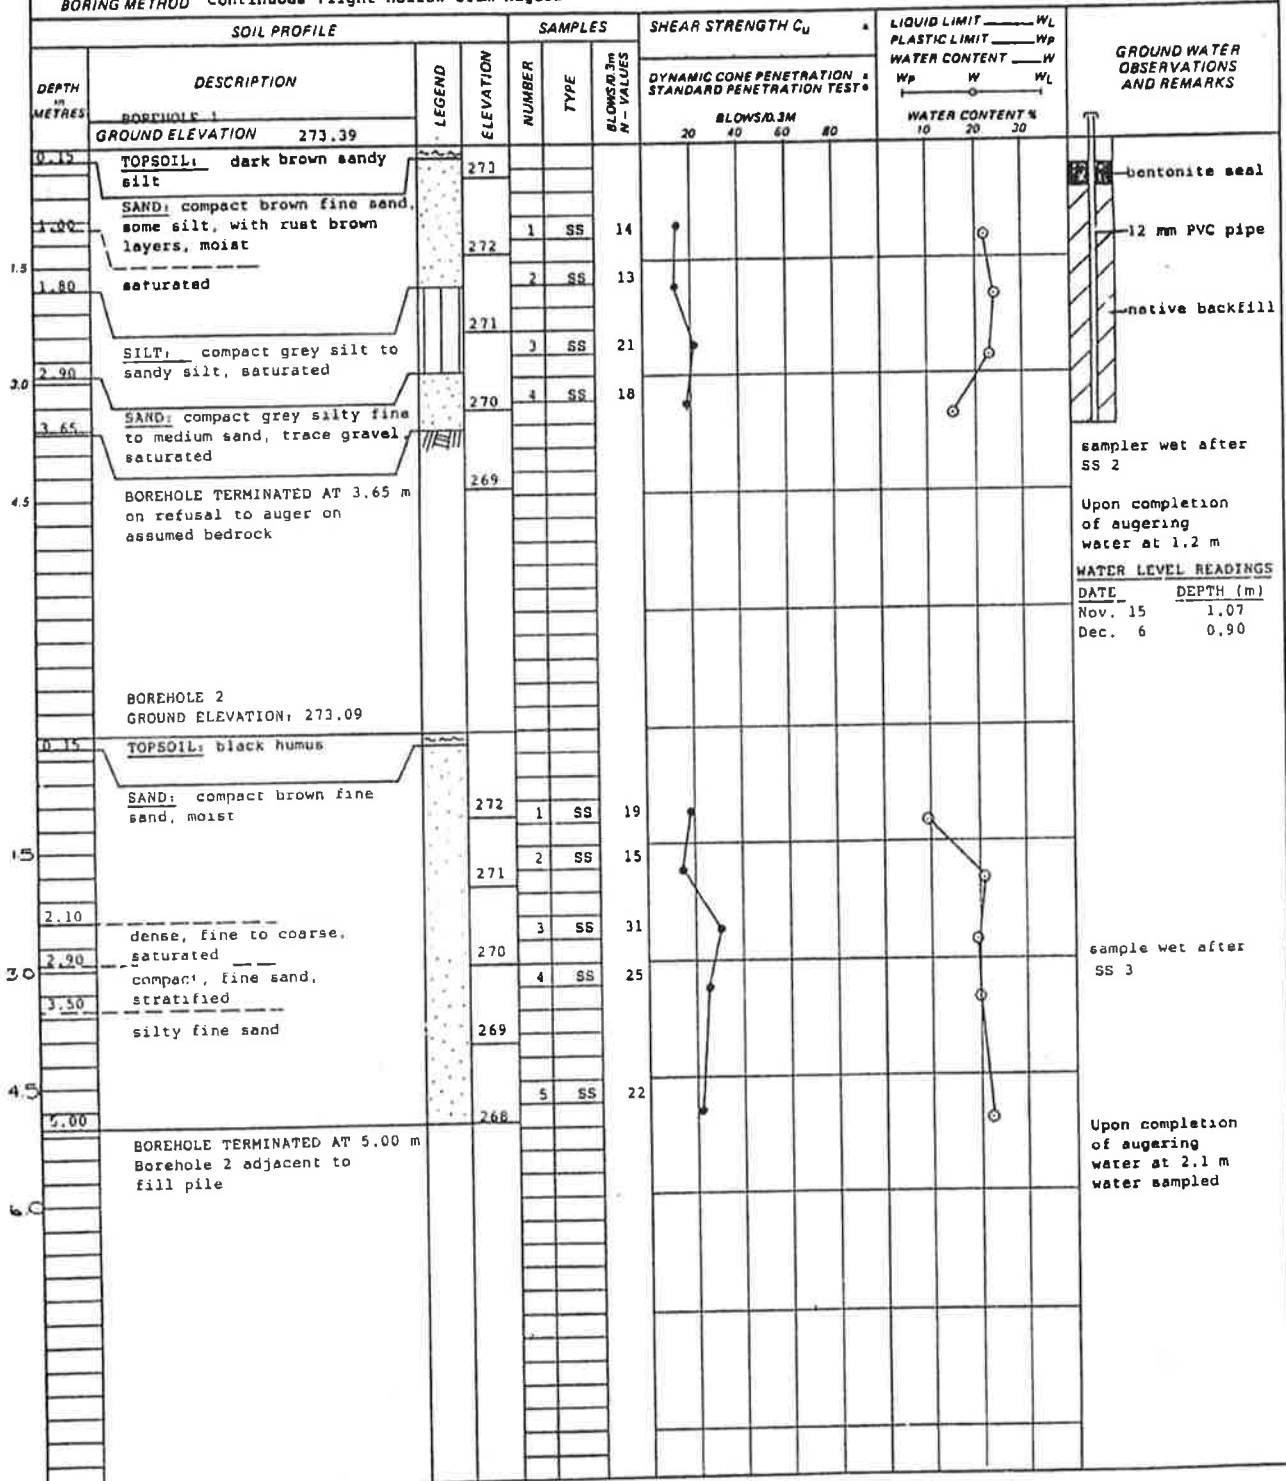 BORING METHOD Continuous Flight Hollow Stem Augers
SOIL PROFILE
SAMPLES
SHEAR STRENGTH Cu
LIQUID LIMIT WL
PLASTIC LIMIT WP
WATER CONTENT W
GROUND WATER
OBSERVATIONS
AND REMARKS
DEPTH
in
METRES
DESCRIPTION
LEGEND
ELEVATION
NUMBER
TYPE
BLOWS/0.3m
N - VALUES
DYNAMIC CONE PENETRATION
STANDARD PENETRATION TEST
WP W WL
BLOWS/0.3M
20 40 60 80
WATER CONTENT %
10 20 30
BOREHOLE 1
GROUND ELEVATION 273.39
0.15
TOPSOIL: dark brown sandy
silt
273
bentonite seal
SAND: compact brown fine sand,
some silt, with rust brown
layers, moist
1.00
1 SS 14
12 mm PVC pipe
272
1.5
saturated
2 SS 13
1.80
native backfill
271
SILT: compact grey silt to
sandy silt, saturated
3 SS 21
2.90
3.0
4 SS 18
270
SAND: compact grey silty fine
to medium sand, trace gravel,
saturated
3.65
sampler wet after
SS 2
269
BOREHOLE TERMINATED AT 3.65 m
on refusal to auger on
assumed bedrock
4.5
Upon completion
of augering
water at 1.2 m
WATER LEVEL READINGS
DATE DEPTH (m)
Nov. 15 1.07
Dec. 6 0.90
BOREHOLE 2
GROUND ELEVATION: 273.09
0.15
TOPSOIL: black humus
SAND: compact brown fine
sand, moist
272
1 SS 19
1.5
2 SS 15
271
2.10
dense, fine to coarse,
saturated
3 SS 31
270
2.90
3.0
compact, fine sand,
stratified
4 SS 25
sample wet after
SS 3
3.50
silty fine sand
269
4.5
5 SS 22
268
5.00
BOREHOLE TERMINATED AT 5.00 m
Borehole 2 adjacent to
fill pile
Upon completion
of augering
water at 2.1 m
water sampled
6.0